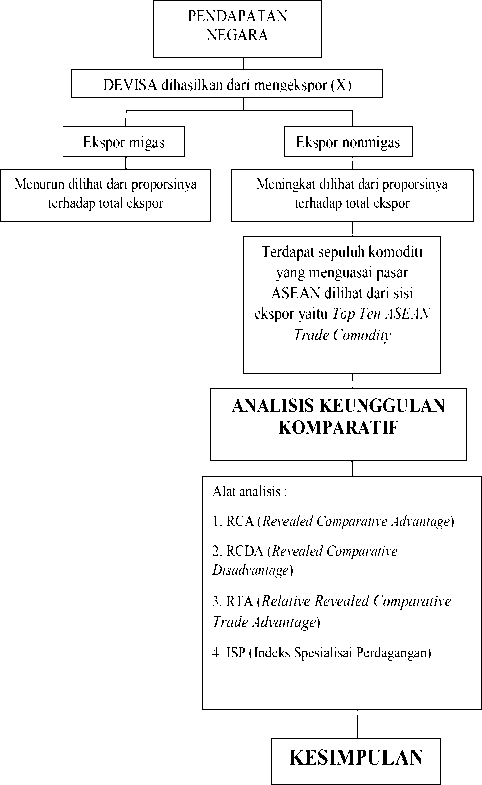 PENDAPATAN
NEGARA
DEVISA dihasilkan dari mengekspor (X)
Ekspor migas
Ekspor nonmigas
Menurun dilihat dari proporsinya
terhadap total ekspor
Meningkat dilihat dari proporsinya
terhadap total ekspor
Terdapat sepuluh komoditi
yang menguasai pasar
ASEAN dilihat dari sisi
ekspor yaitu Top Ten ASEAN
Trade Comodity
ANALISIS KEUNGGULAN
KOMPARATIF
Alat analisis :
1. RCA (Revealed Comparative Advantage)
2. RCDA (Revealed Comparative
Disadvantage)
3. RTA (Relative Revealed Comparative
Trade Advantage)
4. ISP (Indeks Spesialisai Perdagangan)
KESIMPULAN